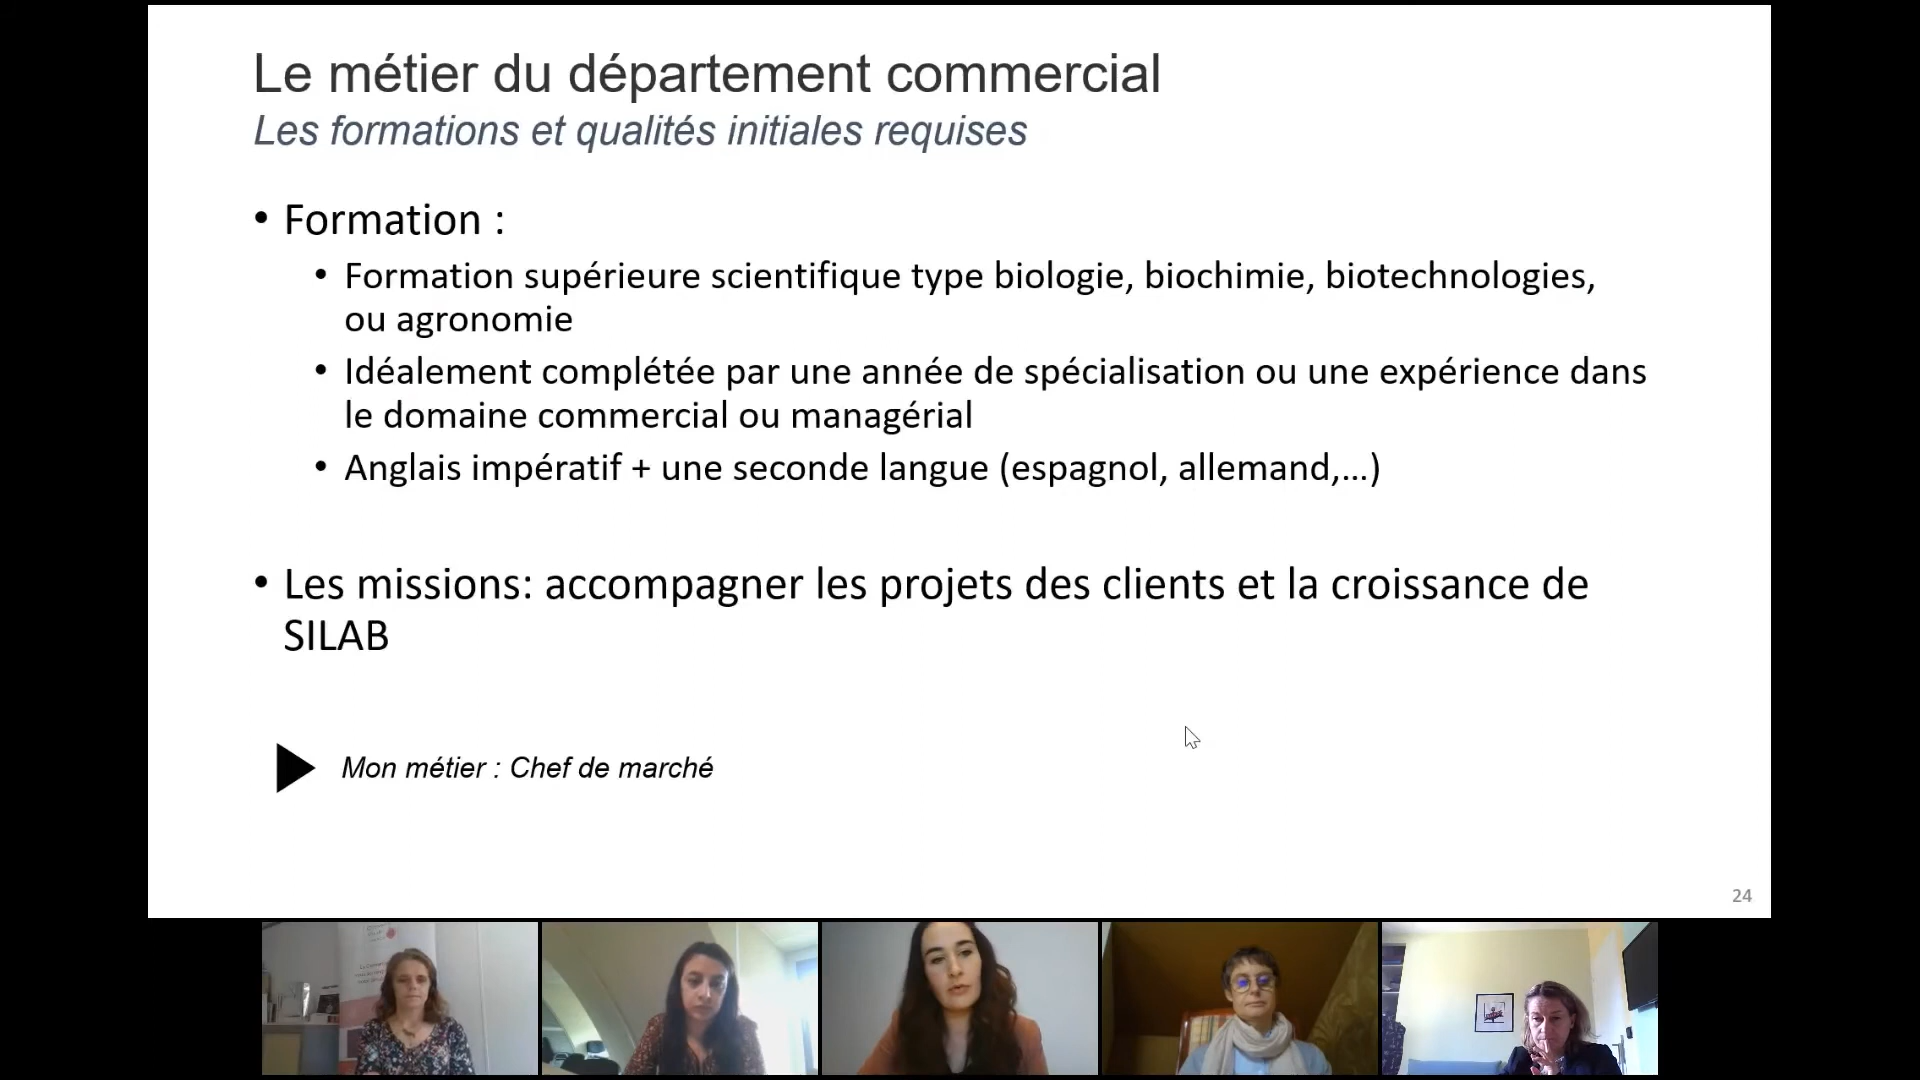 Le métier du département commercial
Les formations et qualités initiales requises
• Formation :
• Formation supérieure scientifique type biologie, biochimie, biotechnologies,
ou agronomie
• Idéalement complétée par une année de spécialisation ou une expérience dans
le domaine commercial ou managérial
• Anglais impératif + une seconde langue (espagnol, allemand,...)
• Les missions: accompagner les projets des clients et la croissance de
SILAB
Mon métier : Chef de marché
24